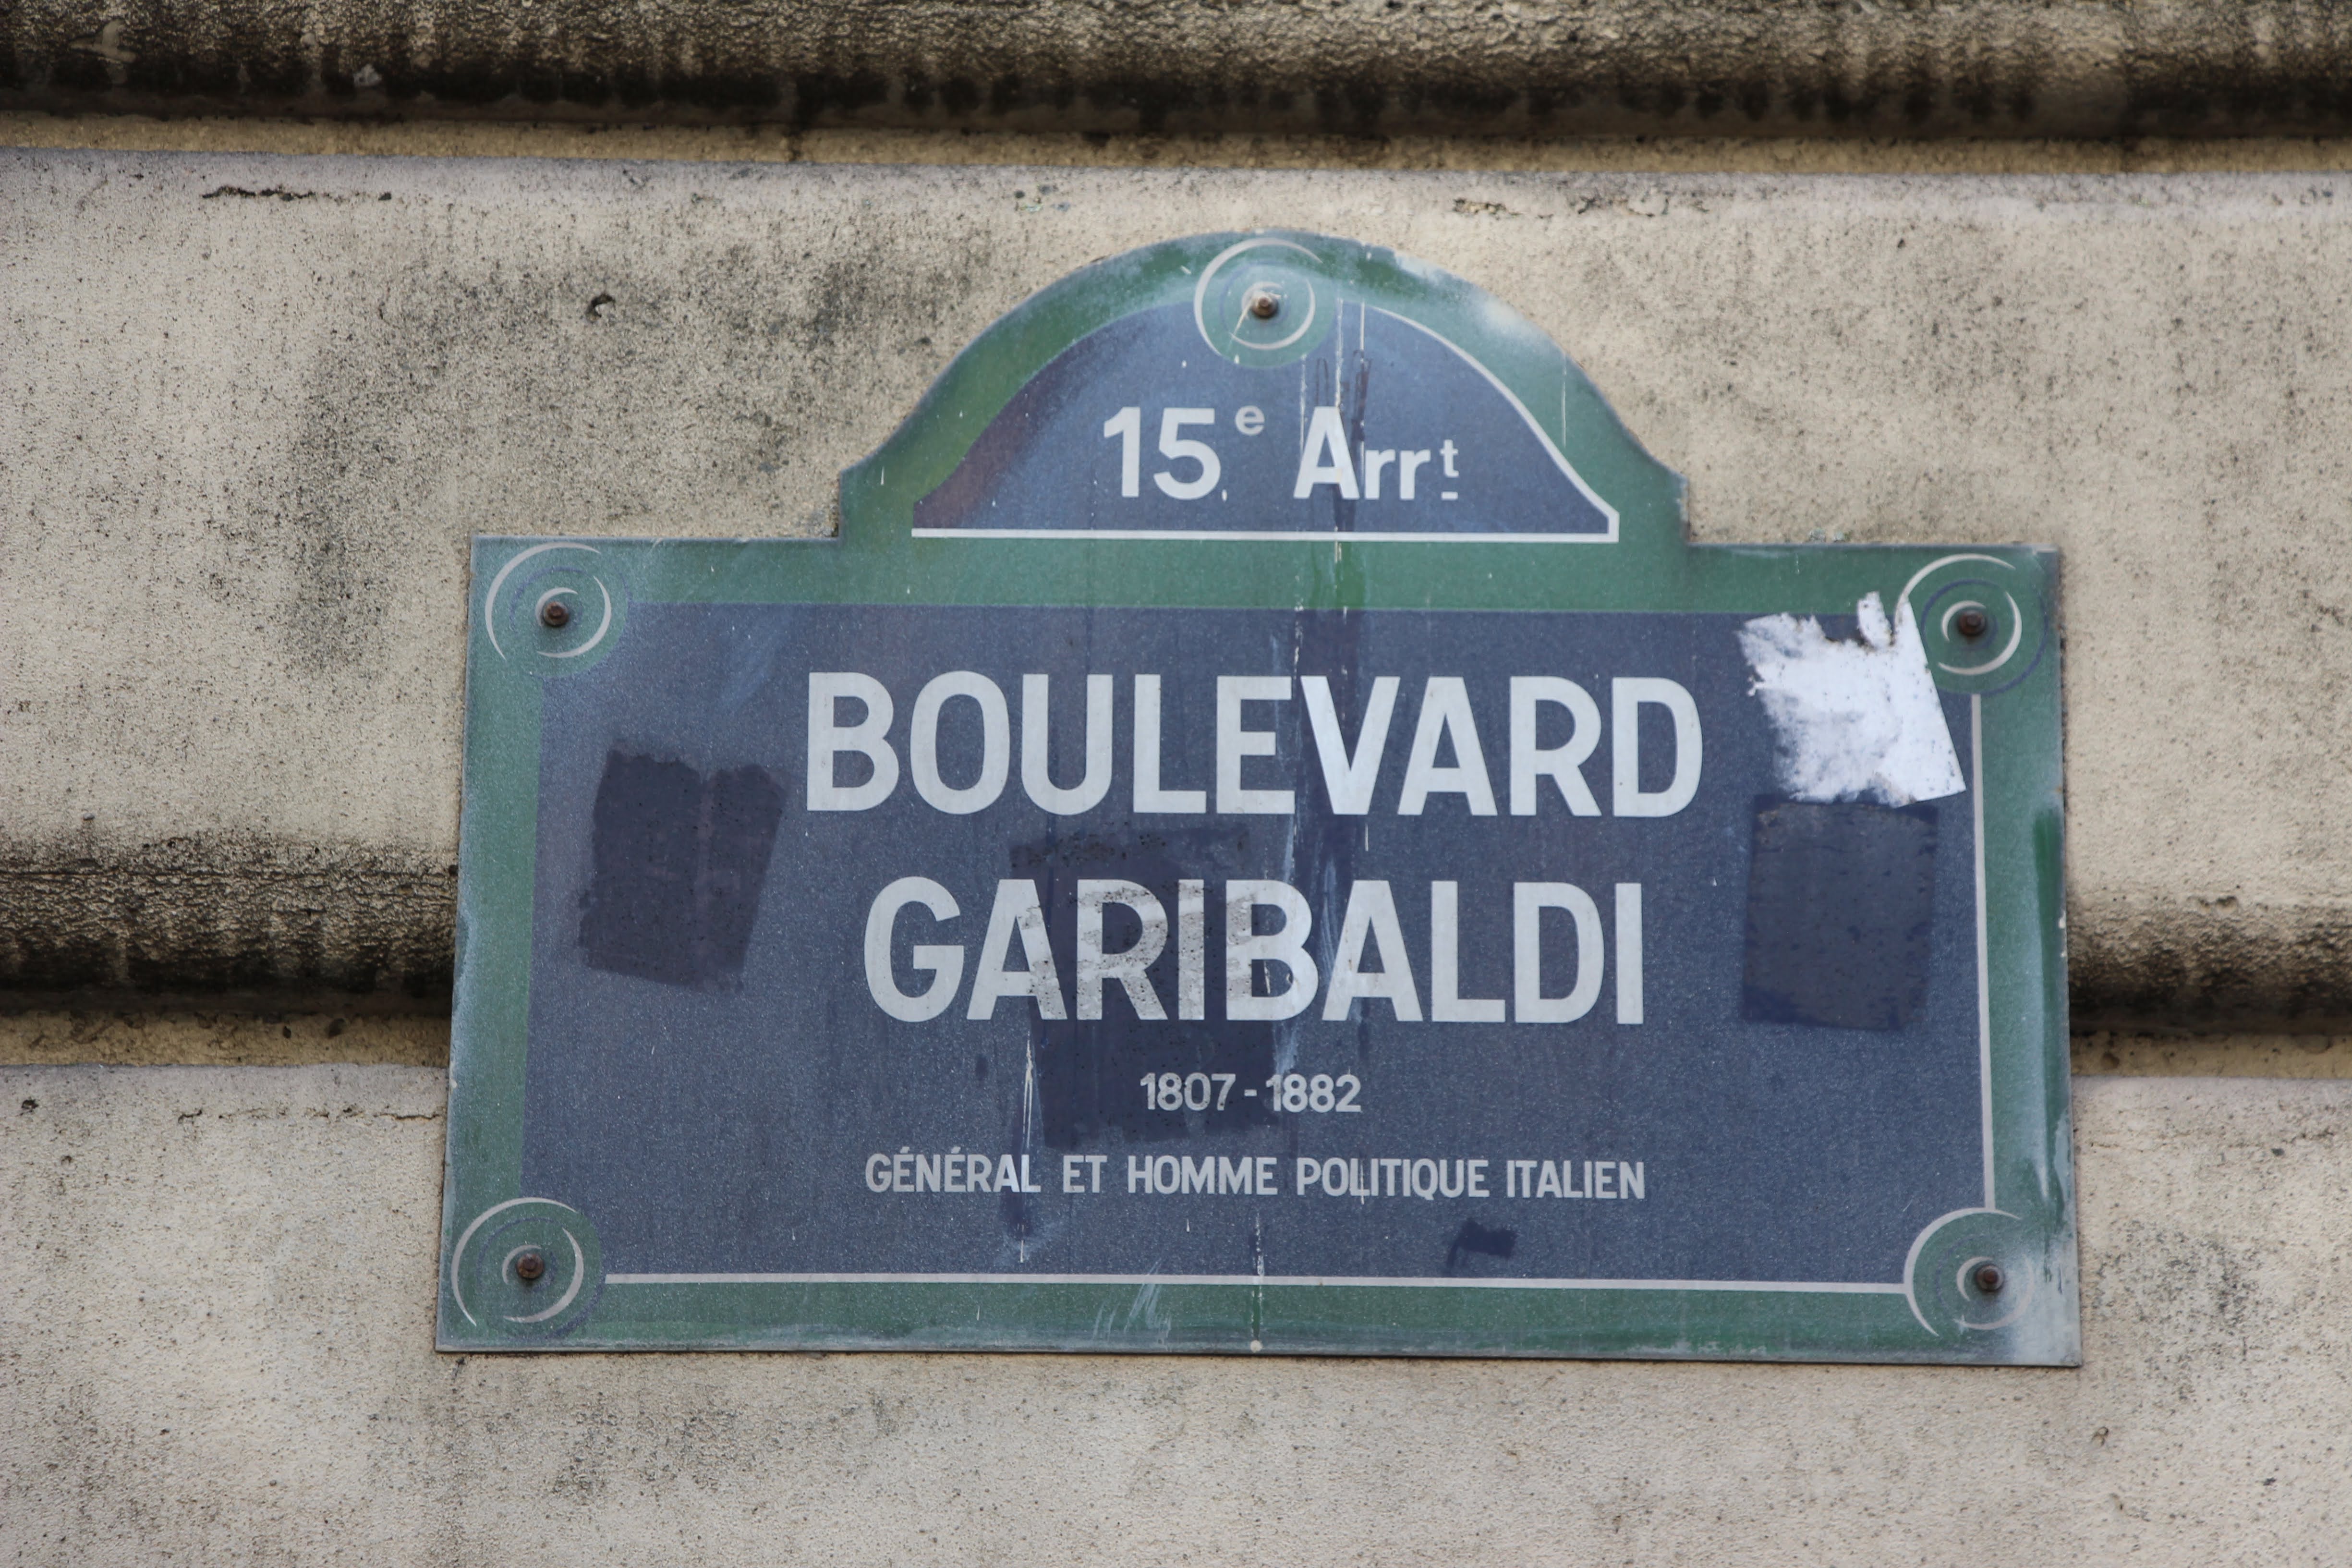 15e Arrt
BOULEVARD
GARIBALDI
1807-1882
GÉNÉRAL ET HOMME POLITIQUE ITALIEN